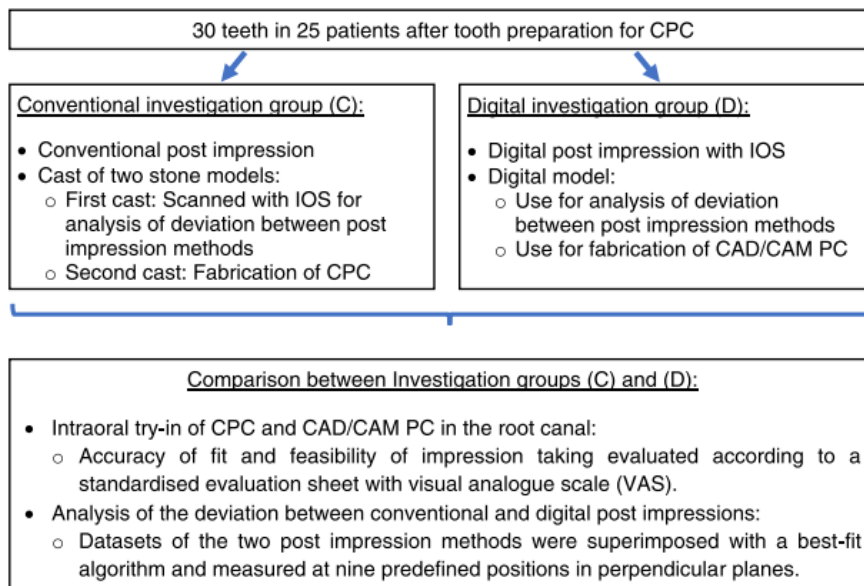 30 teeth in 25 patients after tooth preparation for CPC
Conventional investigation group (C):
• Conventional post impression
• Cast of two stone models:
o First cast: Scanned with IOS for
analysis of deviation between post
impression methods
o Second cast: Fabrication of CPC
Digital investigation group (D):
• Digital post impression with IOS
• Digital model:
o Use for analysis of deviation
between post impression methods
o Use for fabrication of CAD/CAM PC
Comparison between Investigation groups (C) and (D):
• Intraoral try-in of CPC and CAD/CAM PC in the root canal:
o Accuracy of fit and feasibility of impression taking evaluated according to a
standardised evaluation sheet with visual analogue scale (VAS).
• Analysis of the deviation between conventional and digital post impressions:
o Datasets of the two post impression methods were superimposed with a best-fit
algorithm and measured at nine predefined positions in perpendicular planes.